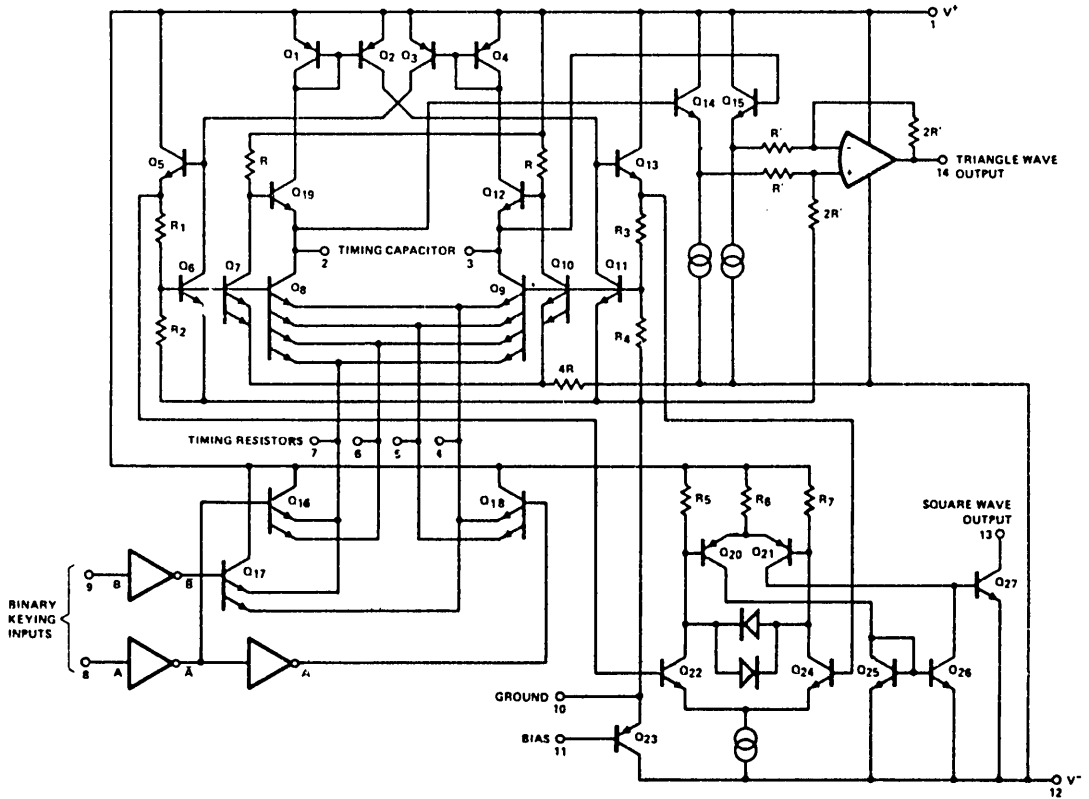 V+
1
Q1
Q2
Q3
Q4
Q14
Q15
R'
2R'
-
+
R'
2R'
TRIANGLE WAVE
14 OUTPUT
Q5
R
Q19
R
Q12
Q13
R1
R3
2
TIMING CAPACITOR
3
Q6
Q7
Q8
Q9
Q10
Q11
R2
R4
4R
TIMING RESISTORS
7
6
5
4
Q16
Q18
R5
R6
R7
SQUARE WAVE
OUTPUT
13
Q20
Q21
Q27
Q17
BINARY
KEYING
INPUTS
9
B
B̅
8
A
A̅
A
Q22
Q24
Q25
Q26
GROUND
10
BIAS
11
Q23
V-
12